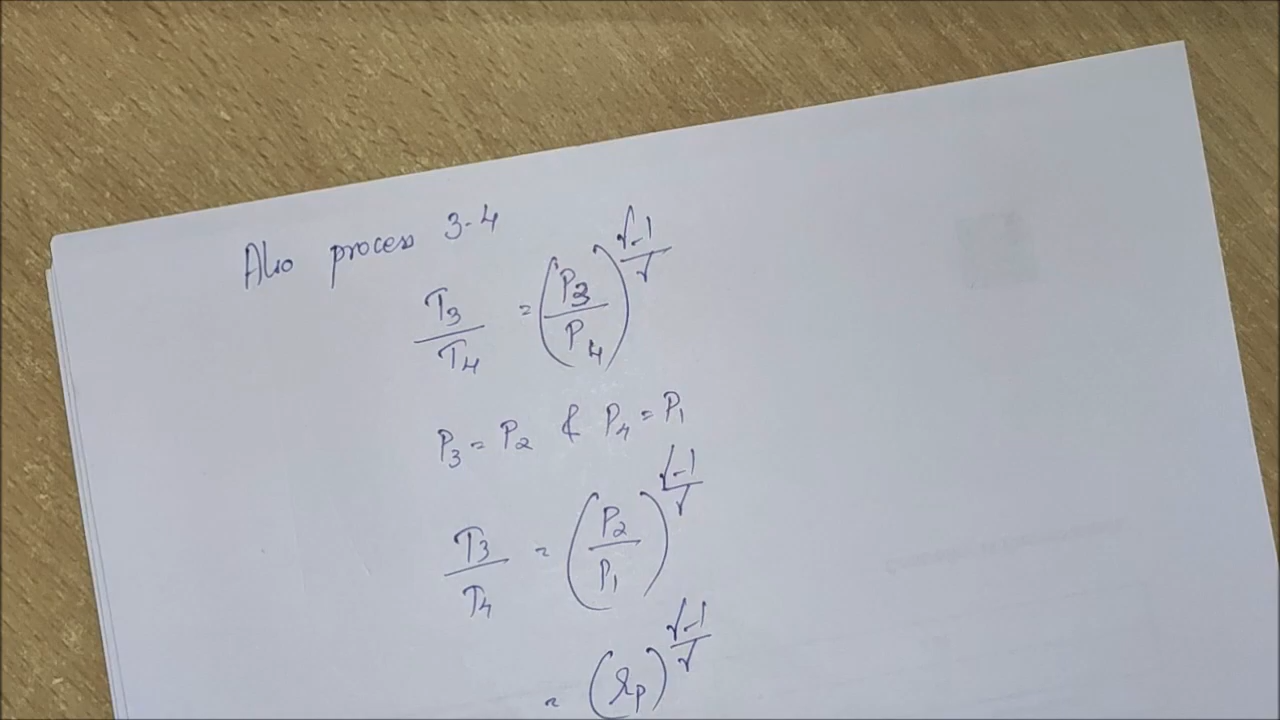 Also process 3-4
T₃/T₄ = (P₃/P₄)^((γ-1)/γ)
P₃ = P₂ & P₄ = P₁
T₃/T₄ = (P₂/P₁)^((γ-1)/γ)
= (rₚ)^((γ-1)/γ)